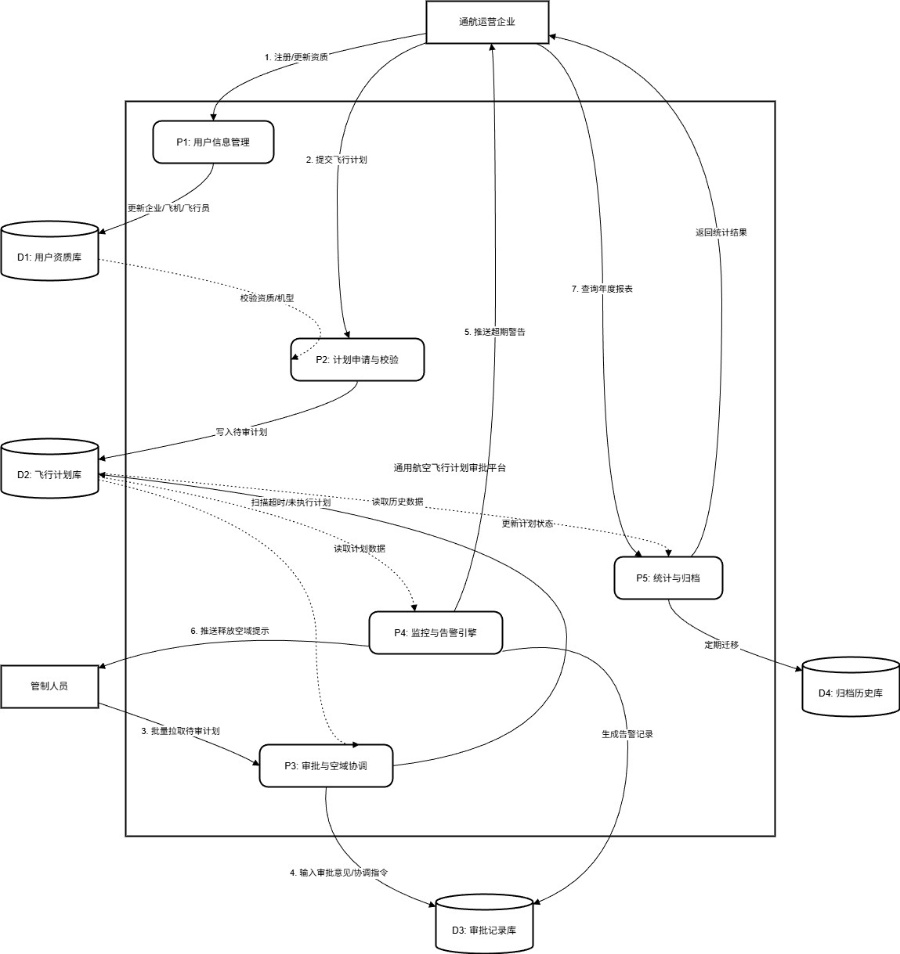 通航运营企业
1. 注册/更新资质
P1: 用户信息管理
2. 提交飞行计划
更新企业/飞机/飞行员
返回统计结果
D1: 用户资质库
7. 查询年度报表
校验资质/机型
5. 推送超期警告
P2: 计划申请与校验
写入待审计划
通用航空飞行计划审批平台
D2: 飞行计划库
扫描超时/未执行计划
读取历史数据
更新计划状态
读取计划数据
P5: 统计与归档
6. 推送释放空域提示
P4: 监控与告警引擎
定期迁移
管制人员
D4: 归档历史库
3. 批量拉取待审计划
生成告警记录
P3: 审批与空域协调
4. 输入审批意见/协调指令
D3: 审批记录库